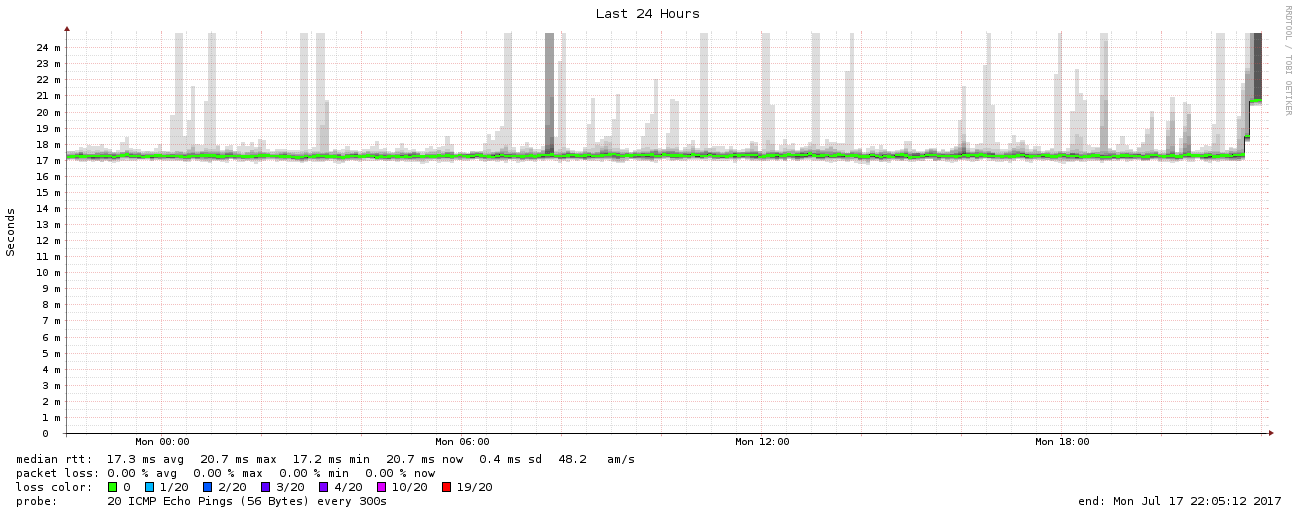 Last 24 Hours
RRDTOOL / TOBI OETIKER
Seconds
24 m
23 m
22 m
21 m
20 m
19 m
18 m
17 m
16 m
15 m
14 m
13 m
12 m
11 m
10 m
9 m
8 m
7 m
6 m
5 m
4 m
3 m
2 m
1 m
0
Mon 00:00 Mon 06:00 Mon 12:00 Mon 18:00
median rtt: 17.3 ms avg 20.7 ms max 17.2 ms min 20.7 ms now 0.4 ms sd 48.2 am/s
packet loss: 0.00 % avg 0.00 % max 0.00 % min 0.00 % now
loss color: 0 1/20 2/20 3/20 4/20 10/20 19/20
probe: 20 ICMP Echo Pings (56 Bytes) every 300s end: Mon Jul 17 22:05:12 2017